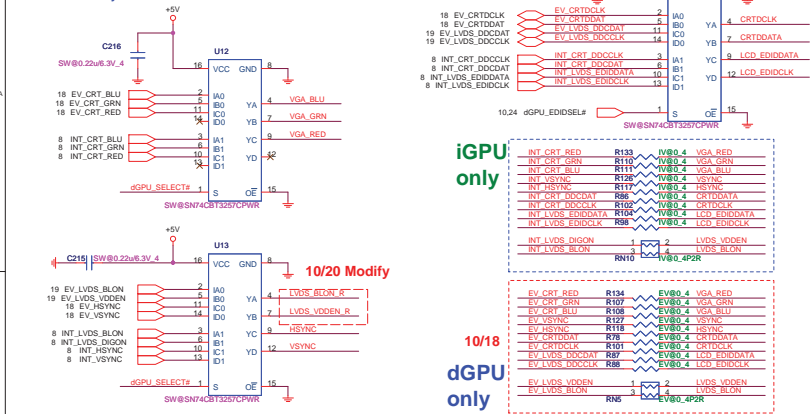 +5V
C216
SW@0.22u/6.3V_4
U12
16 VCC GND 8
18 EV_CRT_BLU 2 IA0
18 EV_CRT_GRN 5 IB0 YA 4 VGA_BLU
18 EV_CRT_RED 11 IC0
14 ID0 YB 7 VGA_GRN
8 INT_CRT_BLU 3 IA1 YC 9 VGA_RED
8 INT_CRT_GRN 6 IB1
8 INT_CRT_RED 10 IC1 YD 12
13 ID1
dGPU_SELECT# 1 S OE 15
SW@SN74CBT3257CPWR
+5V
C215 SW@0.22u/6.3V_4
U13
16 VCC GND 8
10/20 Modify
19 EV_LVDS_BLON 2 IA0
19 EV_LVDS_VDDEN 5 IB0 YA 4 LVDS_BLON_R
18 EV_HSYNC 11 IC0
18 EV_VSYNC 14 ID0 YB 7 LVDS_VDDEN_R
8 INT_LVDS_BLON 3 IA1 YC 9 HSYNC
8 INT_LVDS_DIGON 6 IB1
8 INT_HSYNC 10 IC1 YD 12 VSYNC
8 INT_VSYNC 13 ID1
dGPU_SELECT# 1 S OE 15
SW@SN74CBT3257CPWR
18 EV_CRTDCLK EV_CRTDCLK 2 IA0
18 EV_CRTDDAT EV_CRTDDAT 5 IB0 YA 4 CRTDCLK
19 EV_LVDS_DDCDAT EV_LVDS_DDCDAT 11 IC0
19 EV_LVDS_DDCCLK EV_LVDS_DDCCLK 14 ID0 YB 7 CRTDDATA
8 INT_CRT_DDCCLK INT_CRT_DDCCLK 3 IA1 YC 9 LCD_EDIDDATA
8 INT_CRT_DDCDAT INT_CRT_DDCDAT 6 IB1
8 INT_LVDS_EDIDDATA INT_LVDS_EDIDDATA 10 IC1 YD 12 LCD_EDIDCLK
8 INT_LVDS_EDIDCLK INT_LVDS_EDIDCLK 13 ID1
10,24 dGPU_EDIDSEL# 1 S OE 15
SW@SN74CBT3257CPWR
iGPU
only
INT_CRT_RED R133 IV@0_4 VGA_RED
INT_CRT_GRN R110 IV@0_4 VGA_GRN
INT_CRT_BLU R111 IV@0_4 VGA_BLU
INT_VSYNC R126 IV@0_4 VSYNC
INT_HSYNC R117 IV@0_4 HSYNC
INT_CRT_DDCDAT R86 IV@0_4 CRTDDATA
INT_CRT_DDCCLK R102 IV@0_4 CRTDCLK
INT_LVDS_EDIDDATA R104 IV@0_4 LCD_EDIDDATA
INT_LVDS_EDIDCLK R98 IV@0_4 LCD_EDIDCLK
INT_LVDS_DIGON 1 2 LVDS_VDDEN
INT_LVDS_BLON 3 4 LVDS_BLON
RN10 IV@0_4P2R
10/18
dGPU
only
EV_CRT_RED R134 EV@0_4 VGA_RED
EV_CRT_GRN R107 EV@0_4 VGA_GRN
EV_CRT_BLU R108 EV@0_4 VGA_BLU
EV_VSYNC R127 EV@0_4 VSYNC
EV_HSYNC R118 EV@0_4 HSYNC
EV_CRTDDAT R78 EV@0_4 CRTDDATA
EV_CRTDCLK R101 EV@0_4 CRTDCLK
EV_LVDS_DDCDAT R87 EV@0_4 LCD_EDIDDATA
EV_LVDS_DDCCLK R88 EV@0_4 LCD_EDIDCLK
EV_LVDS_VDDEN 1 2 LVDS_VDDEN
EV_LVDS_BLON 3 4 LVDS_BLON
RN5 EV@0_4P2R